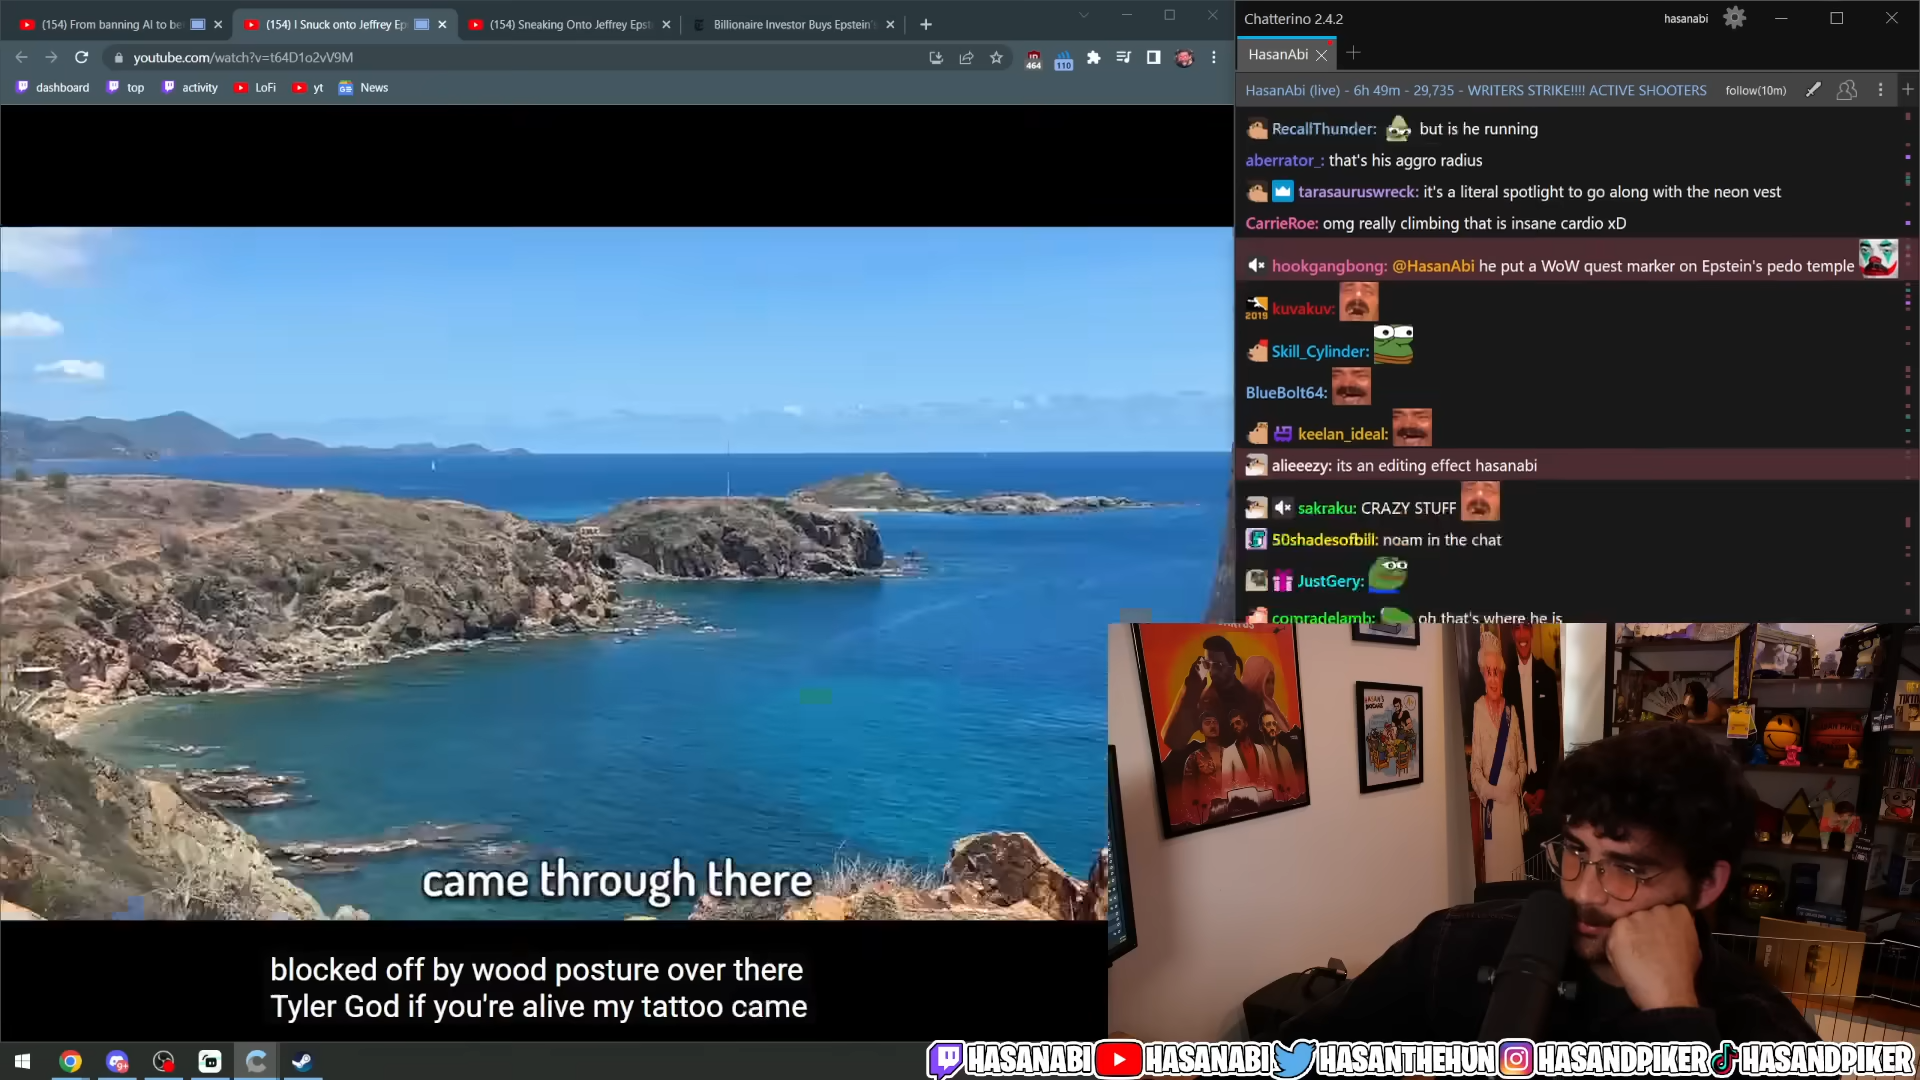 (154) From banning AI to be
(154) I Snuck onto Jeffrey Ep
(154) Sneaking Onto Jeffrey Epst
Billionaire Investor Buys Epstein'
youtube.com/watch?v=t64D1o2vV9M
464
110
dashboard
top
activity
LoFi
yt
News
came through there
blocked off by wood posture over there
Tyler God if you're alive my tattoo came
Chatterino 2.4.2
hasanabi
HasanAbi
HasanAbi (live) - 6h 49m - 29,735 - WRITERS STRIKE!!!! ACTIVE SHOOTERS
follow(10m)
RecallThunder: but is he running
aberrator_: that's his aggro radius
tarasauruswreck: it's a literal spotlight to go along with the neon vest
CarrieRoe: omg really climbing that is insane cardio xD
hookgangbong: @HasanAbi he put a WoW quest marker on Epstein's pedo temple
2019 kuvakuv:
Skill_Cylinder:
BlueBolt64:
keelan_ideal:
alieeezy: its an editing effect hasanabi
sakraku: CRAZY STUFF
50shadesofbill: noam in the chat
JustGery:
comradelamb: oh that's where he is
9+
HASANABI
HASANABI
HASANTHEHUN
HASANDPIKER
HASANDPIKER